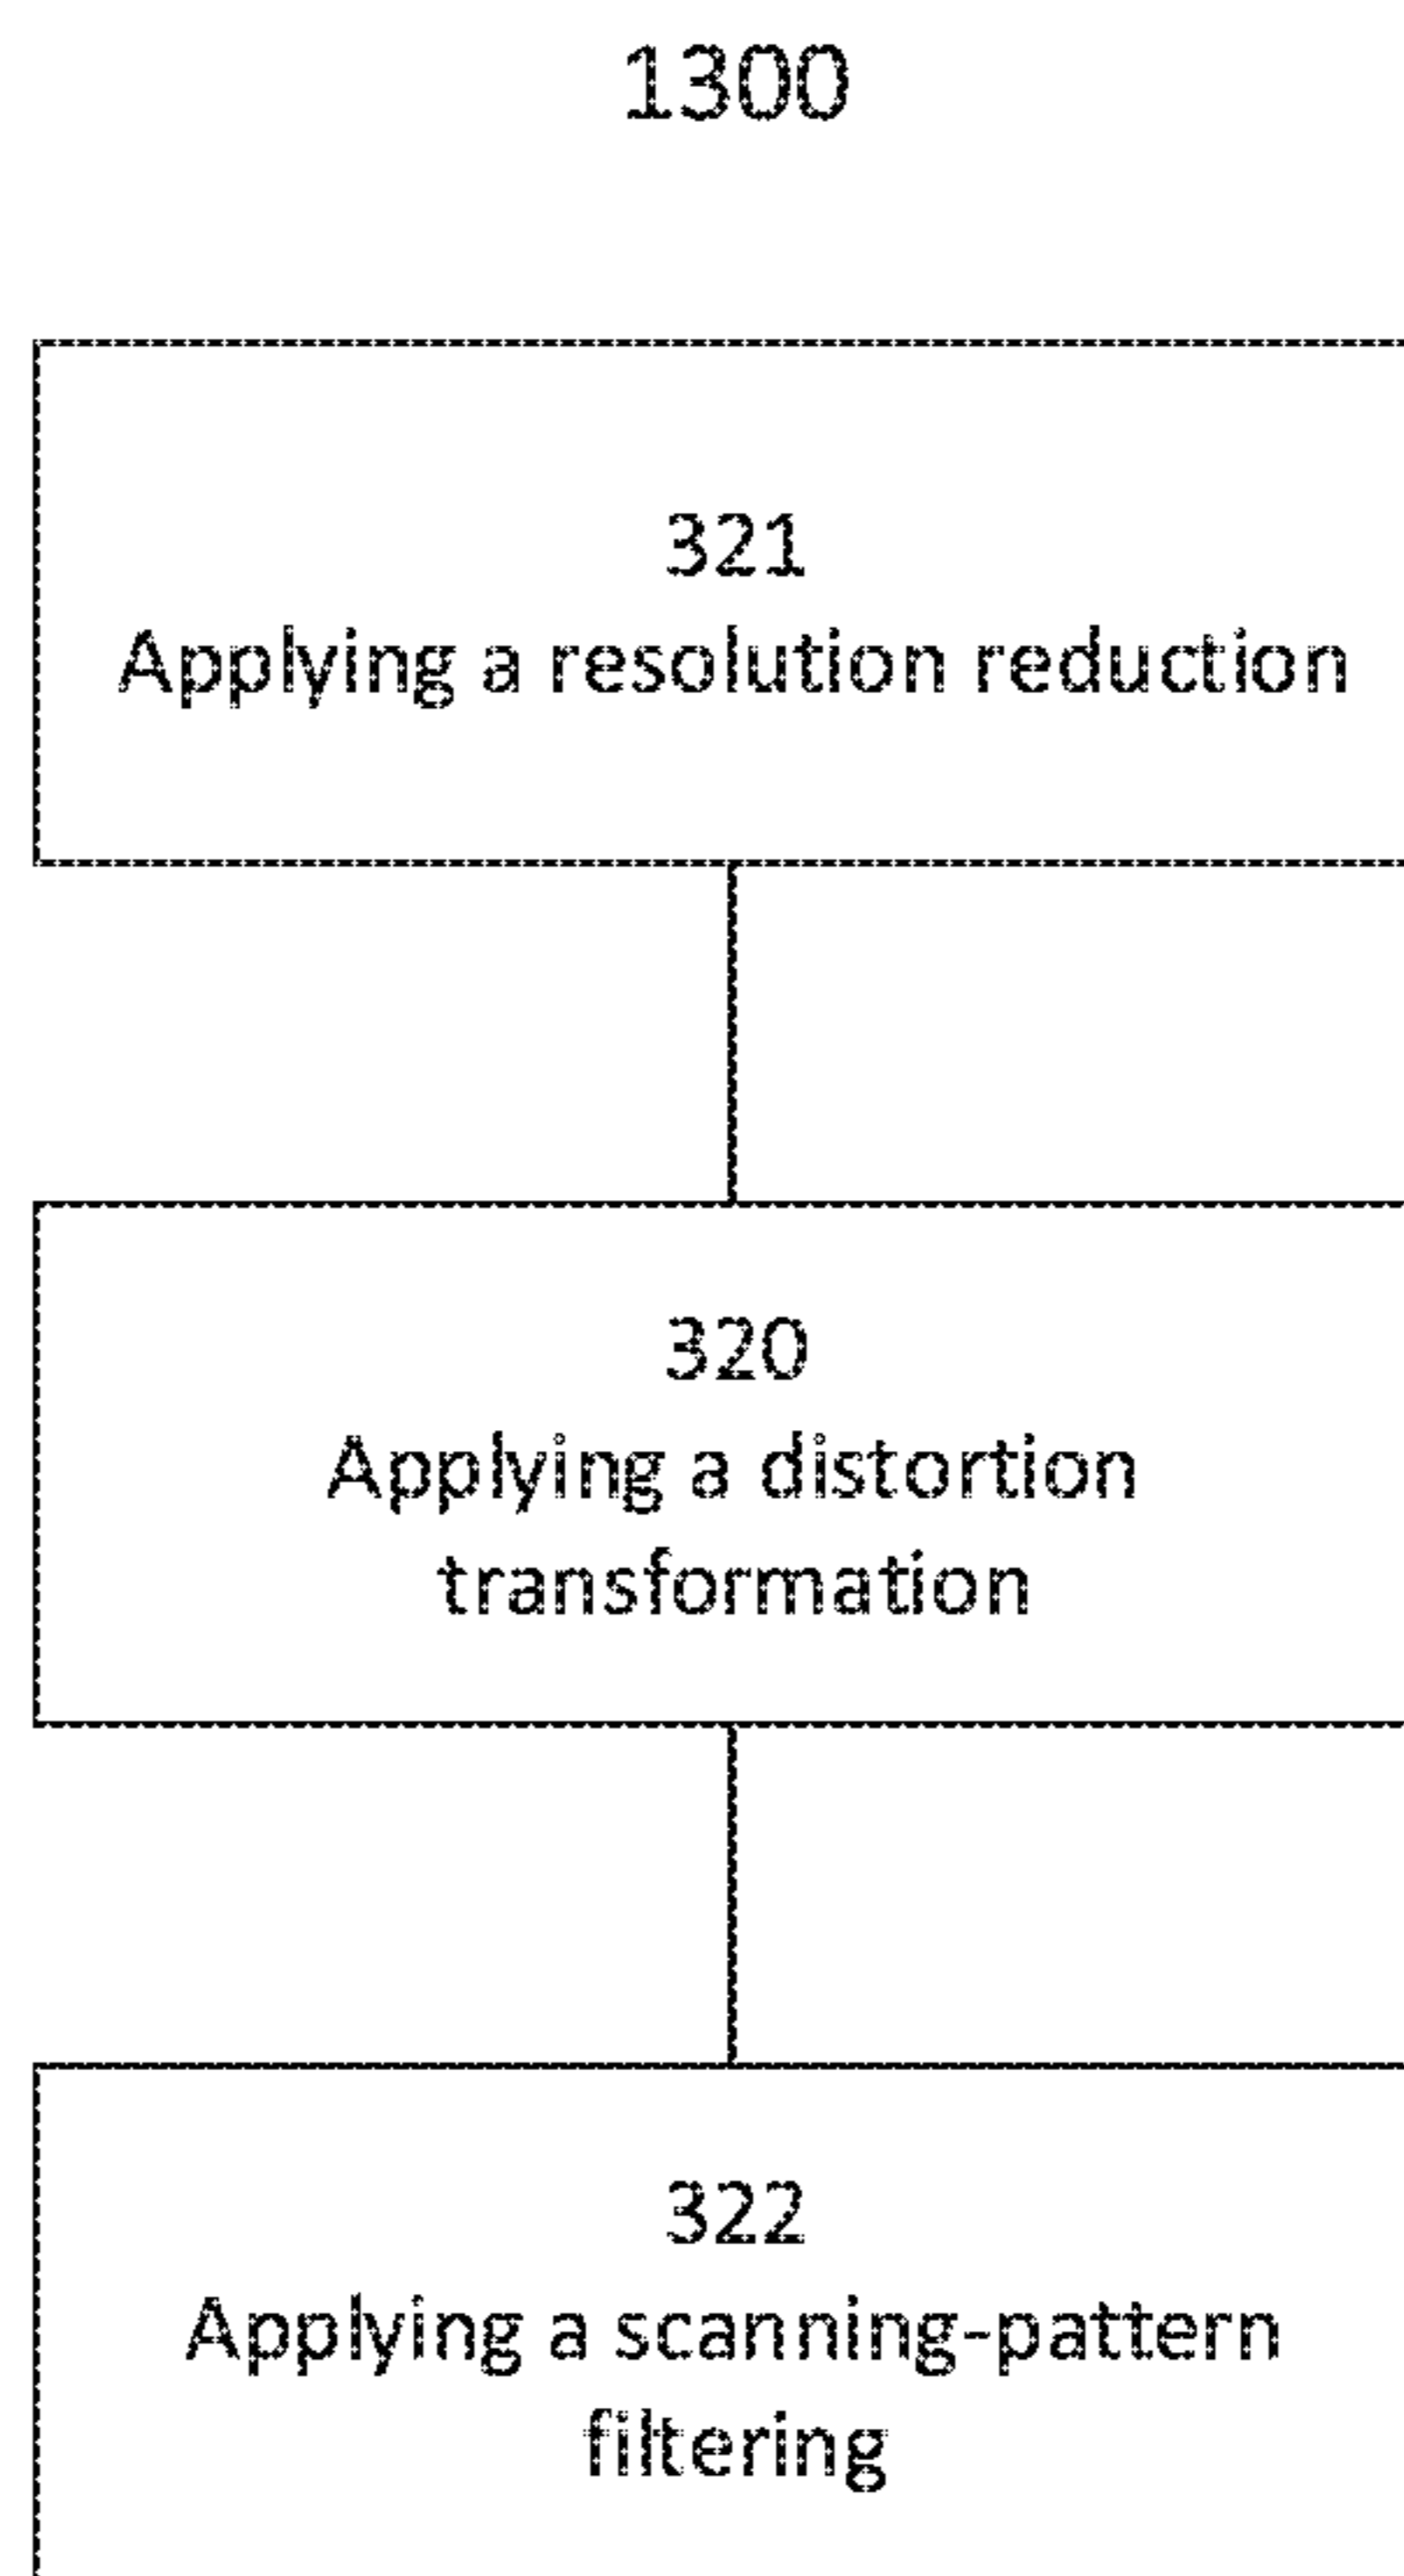 1300
321
Applying a resolution reduction
320
Applying a distortion
transformation
322
Applying a scanning-pattern
filtering